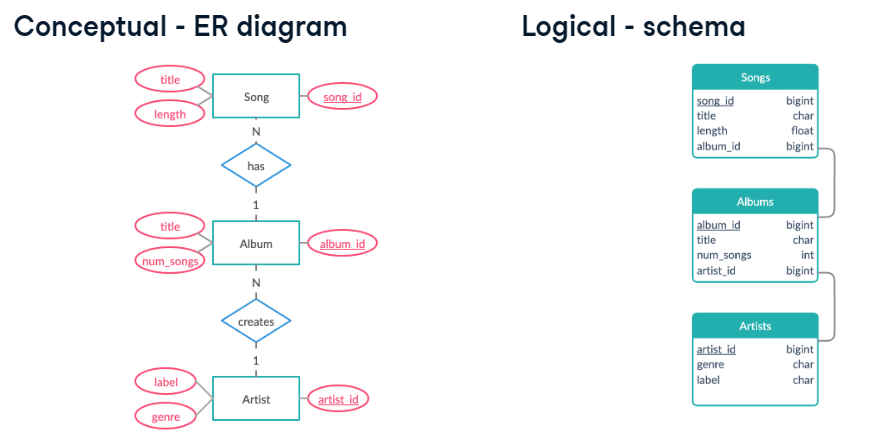 Conceptual - ER diagram
title
length
Song
song_id
N
has
1
title
num_songs
Album
album_id
N
creates
1
label
genre
Artist
artist_id
Logical - schema
Songs
song_id bigint
title char
length float
album_id bigint
Albums
album_id bigint
title char
num_songs int
artist_id bigint
Artists
artist_id bigint
genre char
label char